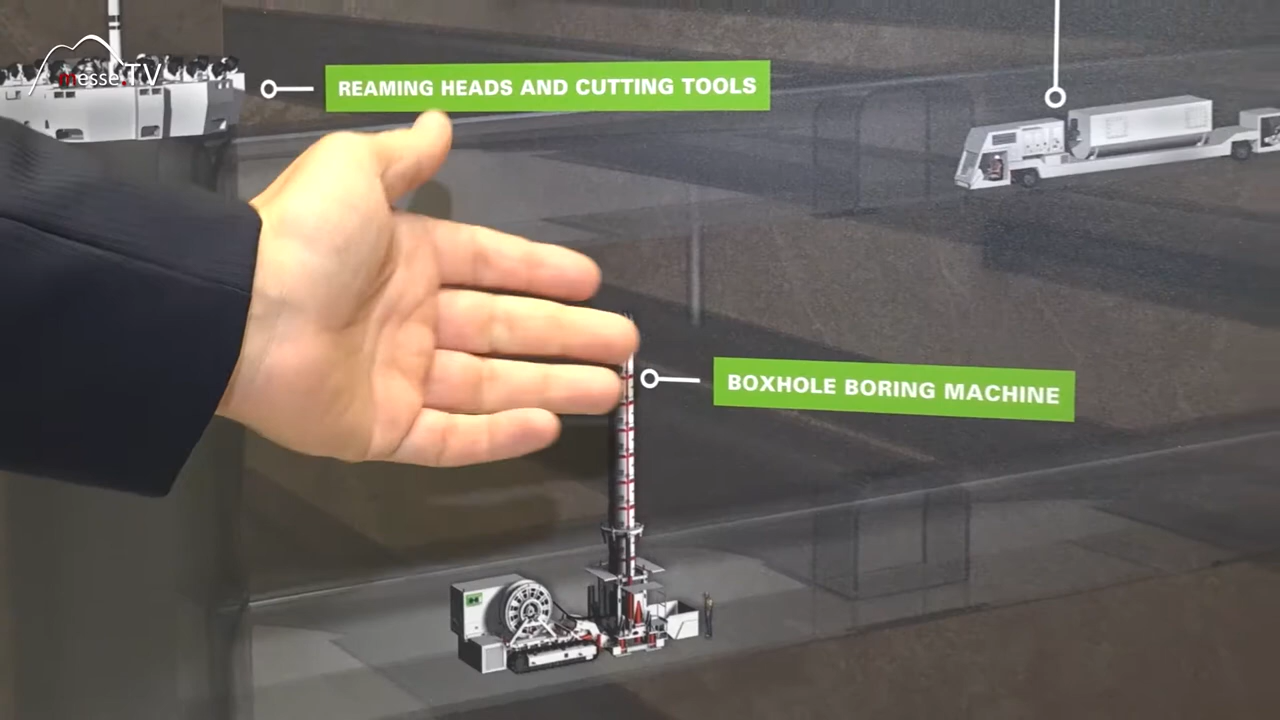 messe.TV
REAMING HEADS AND CUTTING TOOLS
BOXHOLE BORING MACHINE